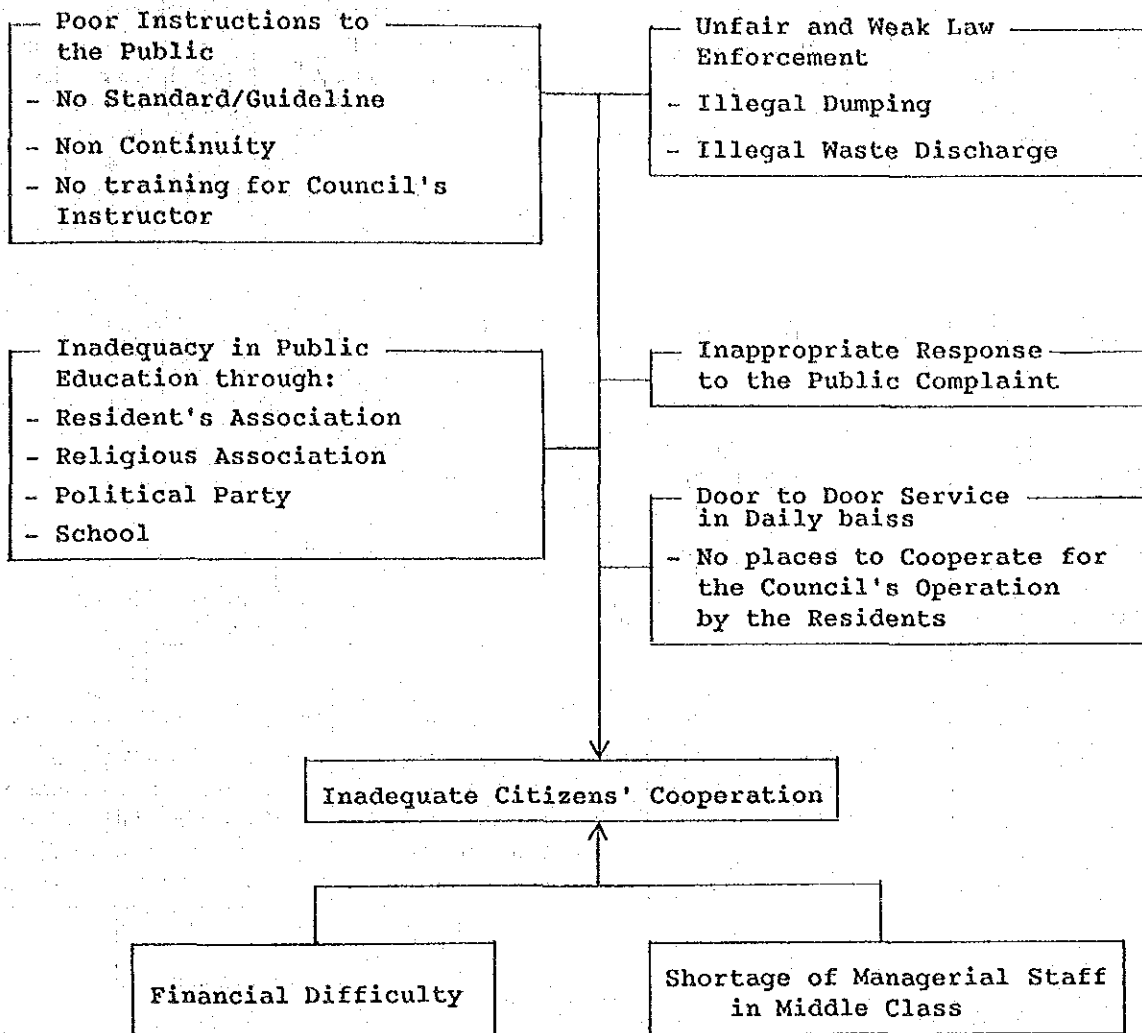 Poor Instructions to
the Public
- No Standard/Guideline
- Non Continuity
- No training for Council's
Instructor
Unfair and Weak Law
Enforcement
- Illegal Dumping
- Illegal Waste Discharge
Inadequacy in Public
Education through:
- Resident's Association
- Religious Association
- Political Party
- School
Inappropriate Response
to the Public Complaint
Door to Door Service
in Daily baiss
- No places to Cooperate for
the Council's Operation
by the Residents
Inadequate Citizens' Cooperation
Financial Difficulty
Shortage of Managerial Staff
in Middle Class